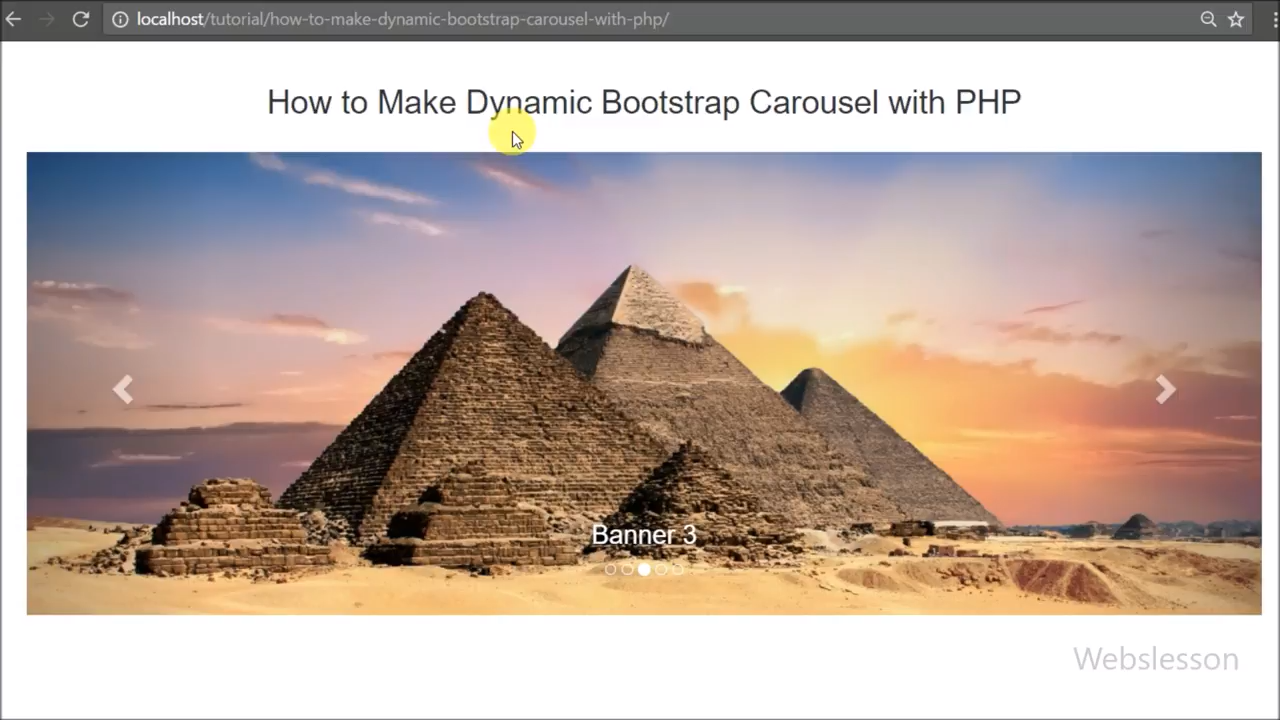 localhost/tutorial/how-to-make-dynamic-bootstrap-carousel-with-php/
How to Make Dynamic Bootstrap Carousel with PHP
Banner 3
Webslesson